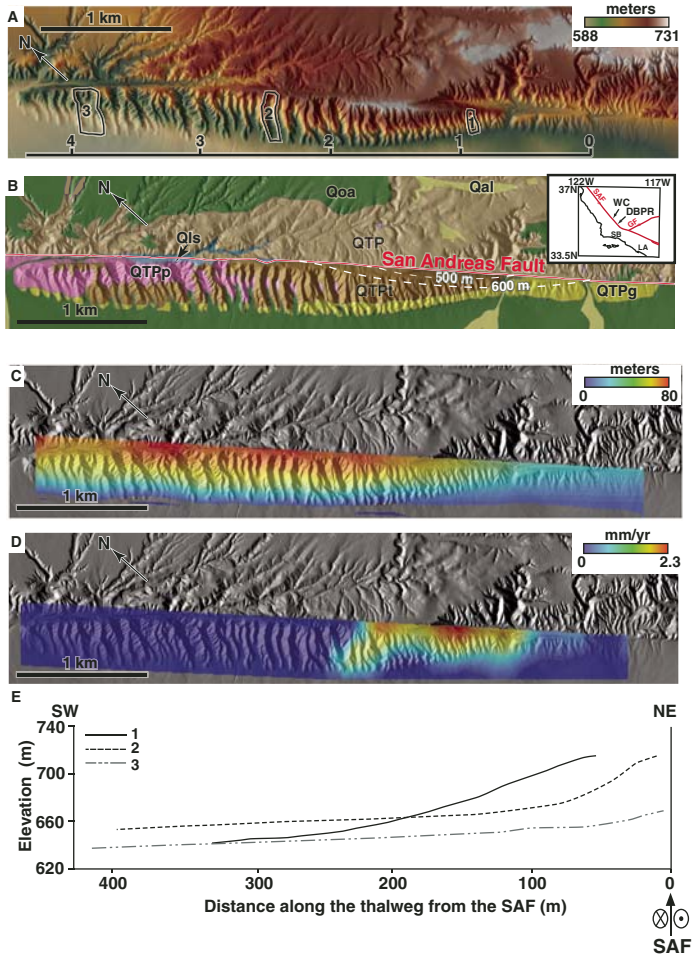 A
1 km
N
meters
588 731
3
2
1
4 3 2 1 0
B
N
Qoa
Qal
Qls
QTP
QTPp
San Andreas Fault
500 m
QTPl
600 m
QTPg
1 km
122W 117W
37N
SAF
WC
DBPR
GF
SB
LA
33.5N
C
N
meters
0 80
1 km
D
N
mm/yr
0 2.3
1 km
E
SW NE
740
700
660
620
Elevation (m)
1
2
3
400 300 200 100 0
Distance along the thalweg from the SAF (m)
SAF